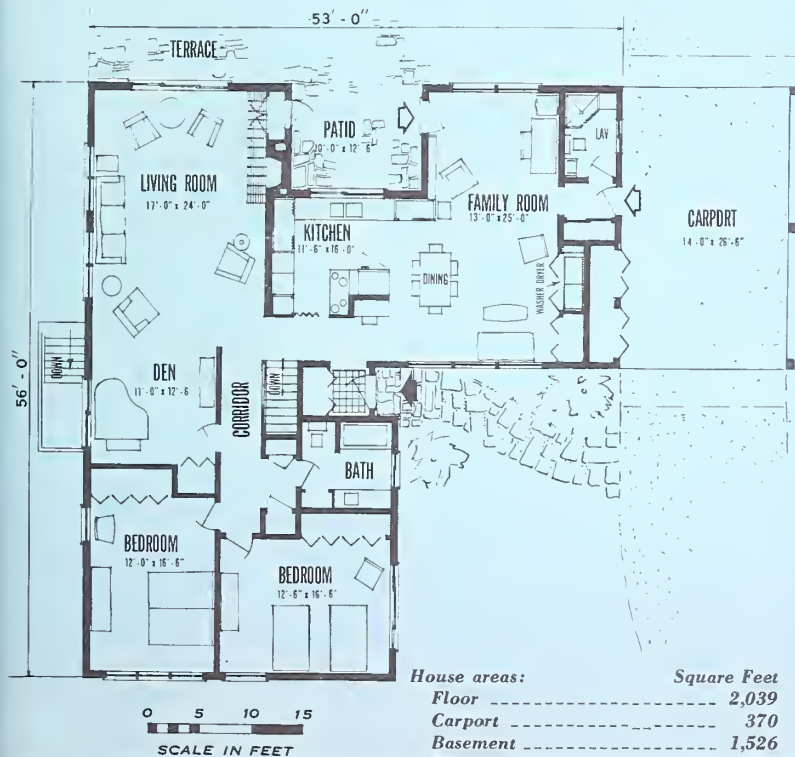 53'-0"
TERRACE
PATIO
10'-0" x 12'-6"
LAV
LIVING ROOM
17'-0" x 24'-0"
FAMILY ROOM
13'-0" x 25'-0"
CARPORT
14'-0" x 26'-6"
KITCHEN
11'-6" x 16'-0"
DINING
WASHER DRYER
56'-0"
DOWN
DEN
11'-0" x 12'-6
CORRIDOR
DOWN
BATH
BEDROOM
12'-0" x 16'-6"
BEDROOM
12'-6" x 16'-6"
House areas: Square Feet
Floor 2,039
Carport 370
Basement 1,526
0 5 10 15
SCALE IN FEET